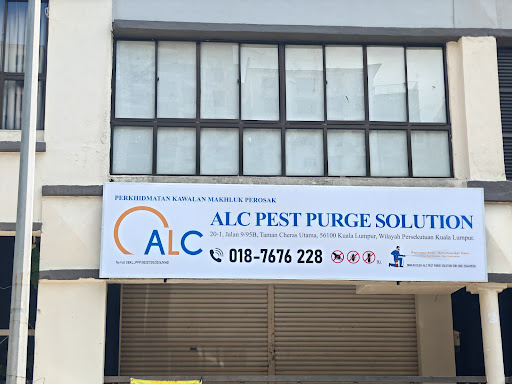 PERKHIDMATAN KAWALAN MAKHLUK PEROSAK
ALC
ALC PEST PURGE SOLUTION
20-1, Jalan 9/95B, Taman Cheras Utama, 56100 Kuala Lumpur, Wilayah Persekutuan Kuala Lumpur.
018-7676 228